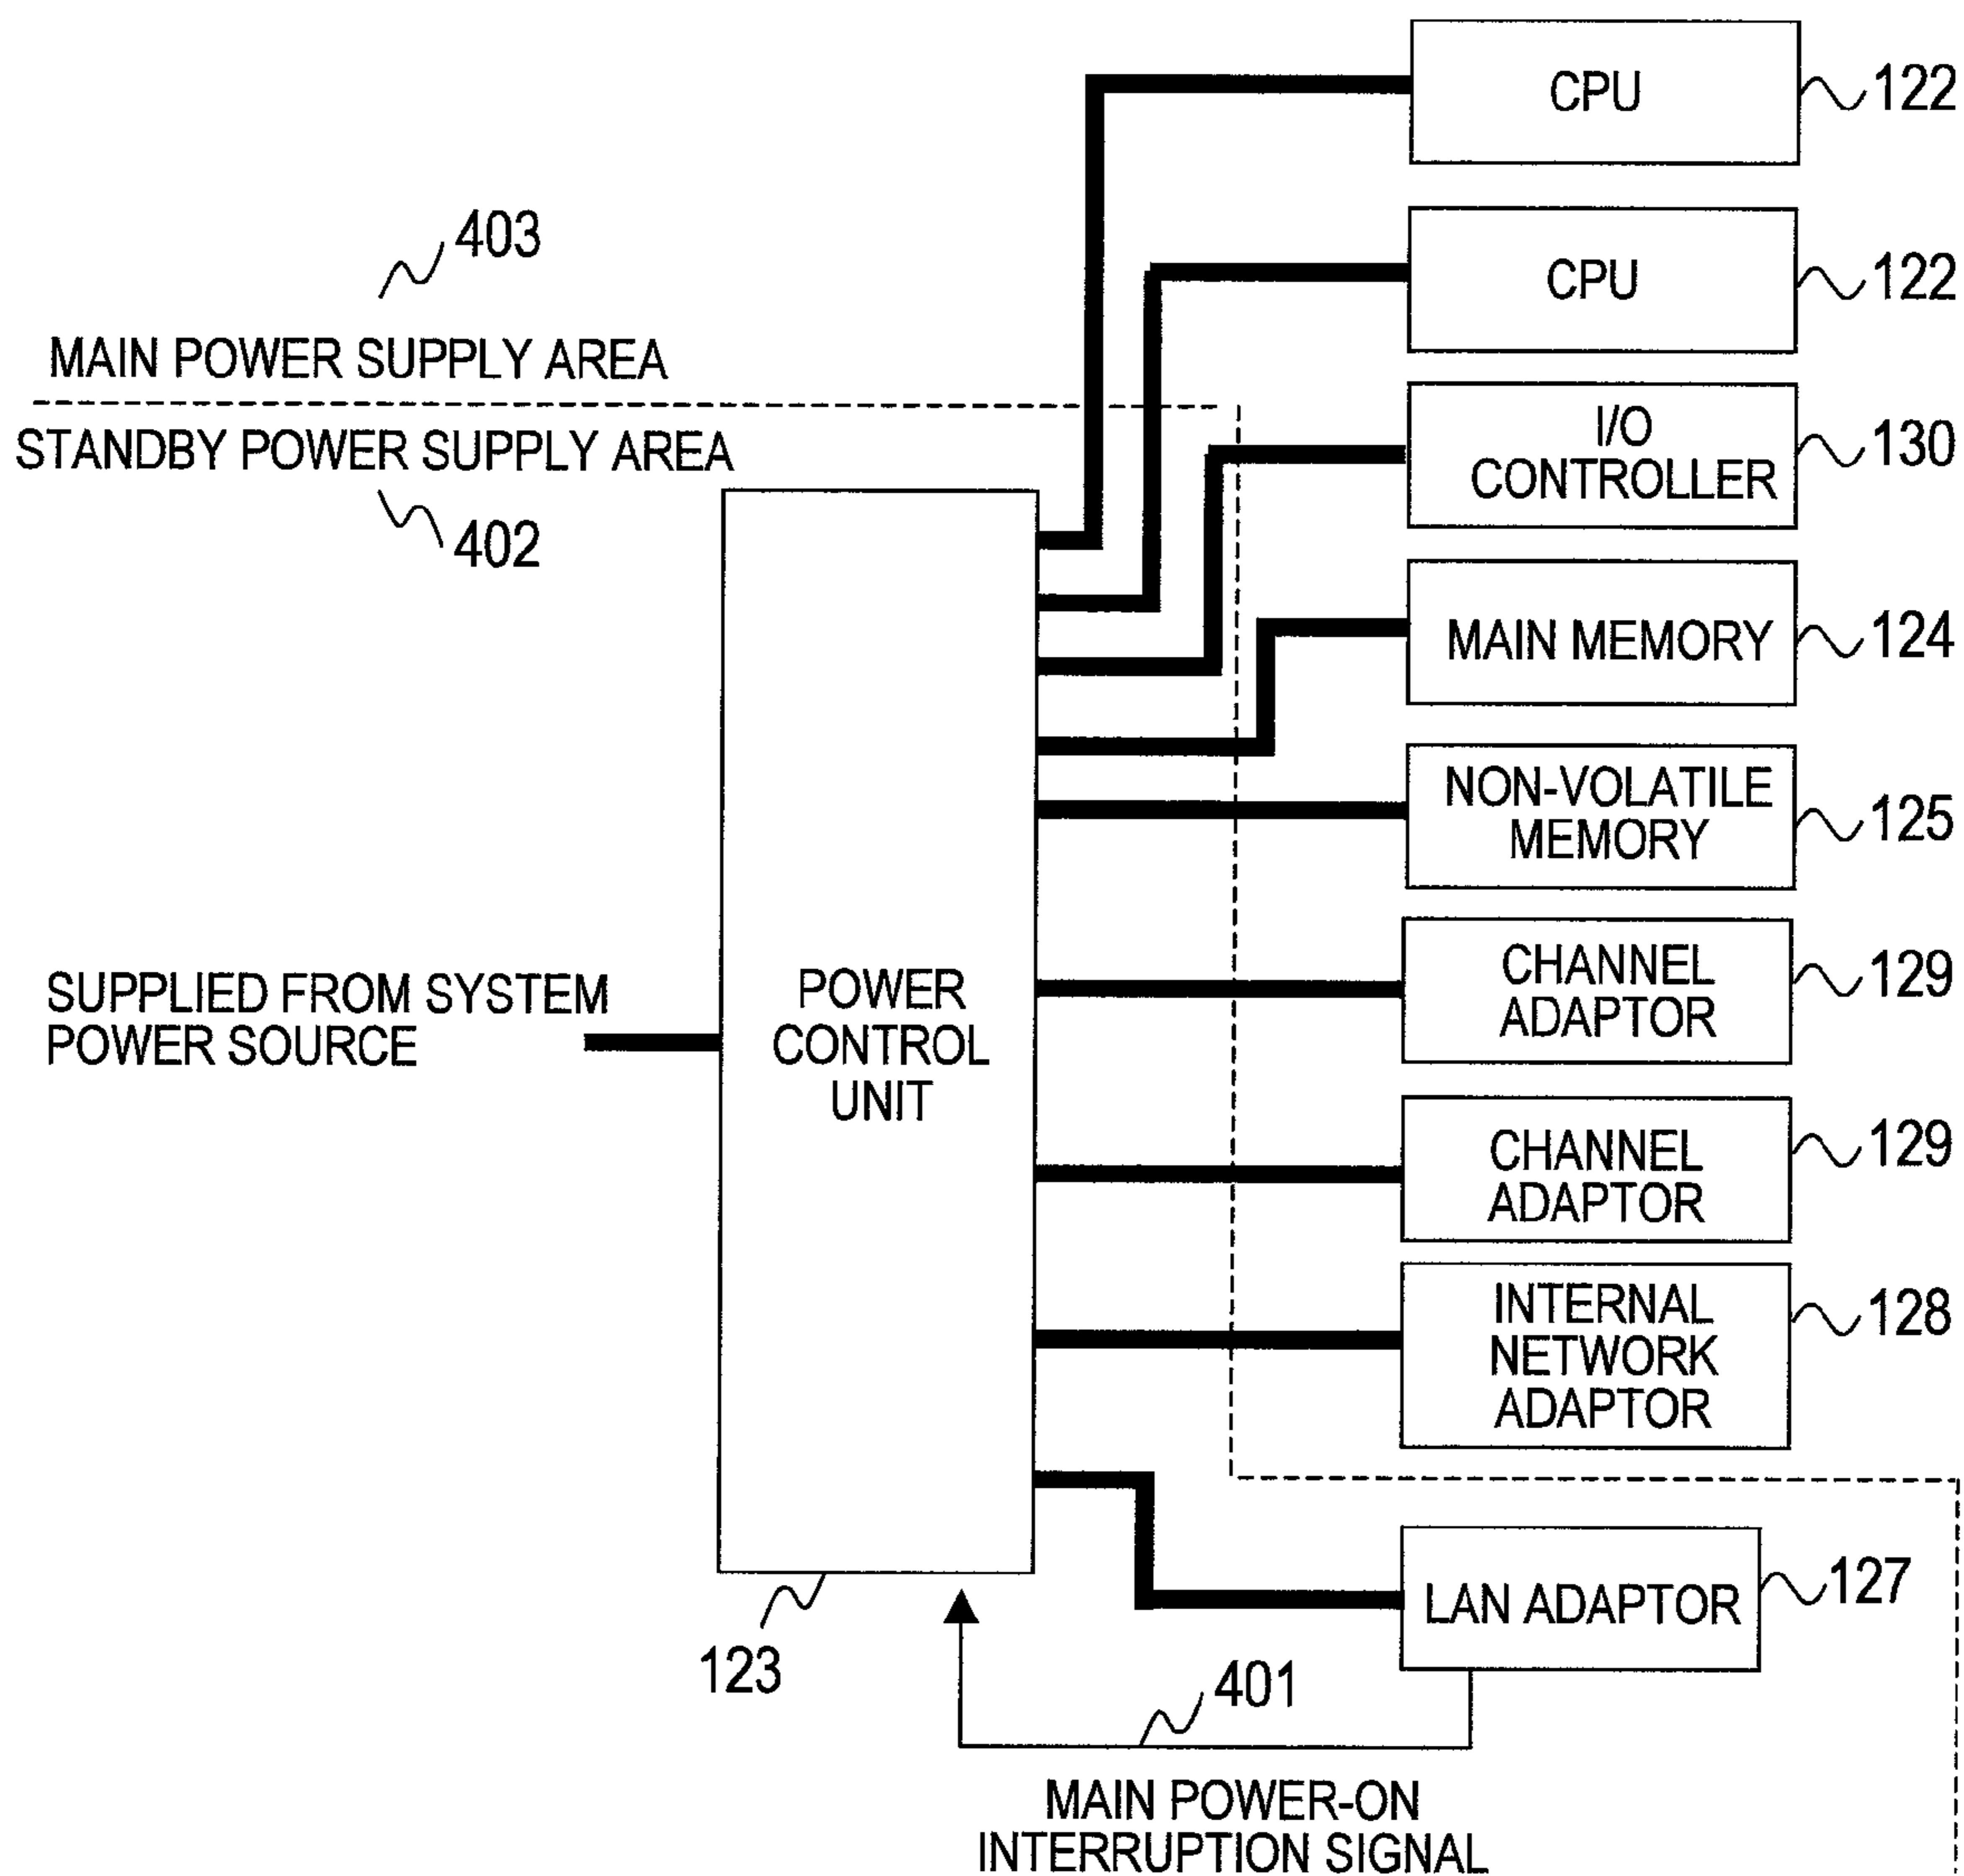 CPU
122
403
CPU
122
MAIN POWER SUPPLY AREA
STANDBY POWER SUPPLY AREA
402
I/O
CONTROLLER
130
MAIN MEMORY
124
NON-VOLATILE
MEMORY
125
SUPPLIED FROM SYSTEM
POWER SOURCE
POWER
CONTROL
UNIT
CHANNEL
ADAPTOR
129
CHANNEL
ADAPTOR
129
INTERNAL
NETWORK
ADAPTOR
128
LAN ADAPTOR
127
123
401
MAIN POWER-ON
INTERRUPTION SIGNAL